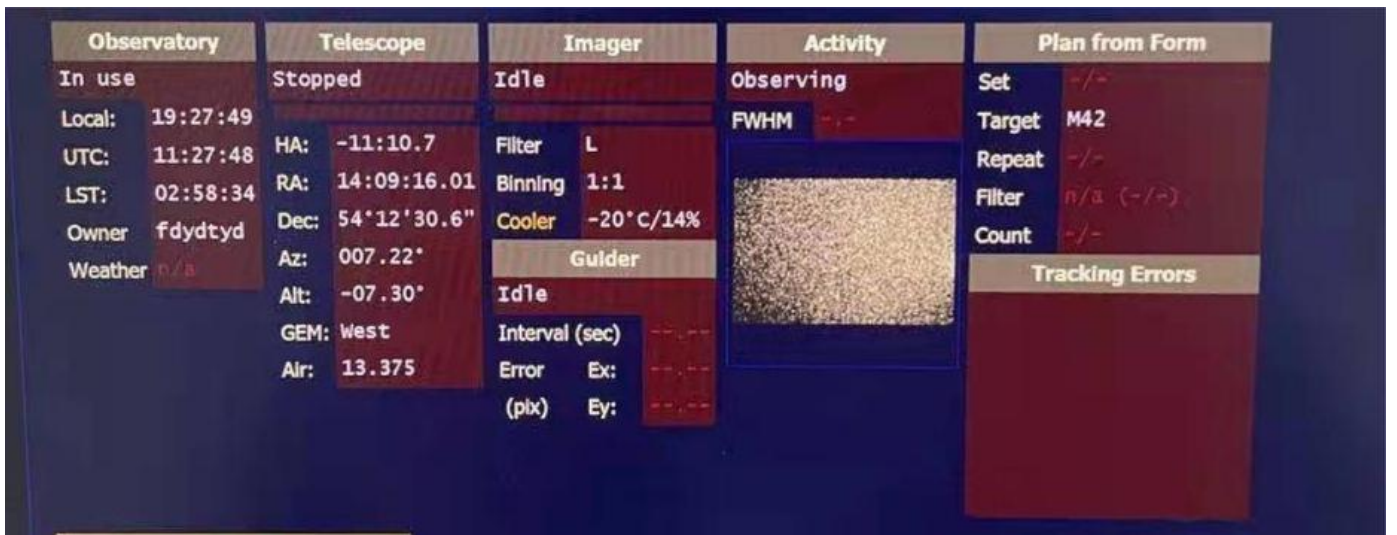 Observatory
In use
Local: 19:27:49
UTC: 11:27:48
LST: 02:58:34
Owner fdydtyd
Weather n/a
Telescope
Stopped
HA: -11:10.7
RA: 14:09:16.01
Dec: 54°12'30.6"
Az: 007.22°
Alt: -07.30°
GEM: West
Air: 13.375
Imager
Idle
Filter L
Binning 1:1
Cooler -20°C/14%
Guider
Idle
Interval (sec) --.--
Error Ex: --.--
(pix) Ey: --.--
Activity
Observing
FWHM -.-
Plan from Form
Set -/-
Target M42
Repeat -/-
Filter n/a (-/-)
Count -/-
Tracking Errors